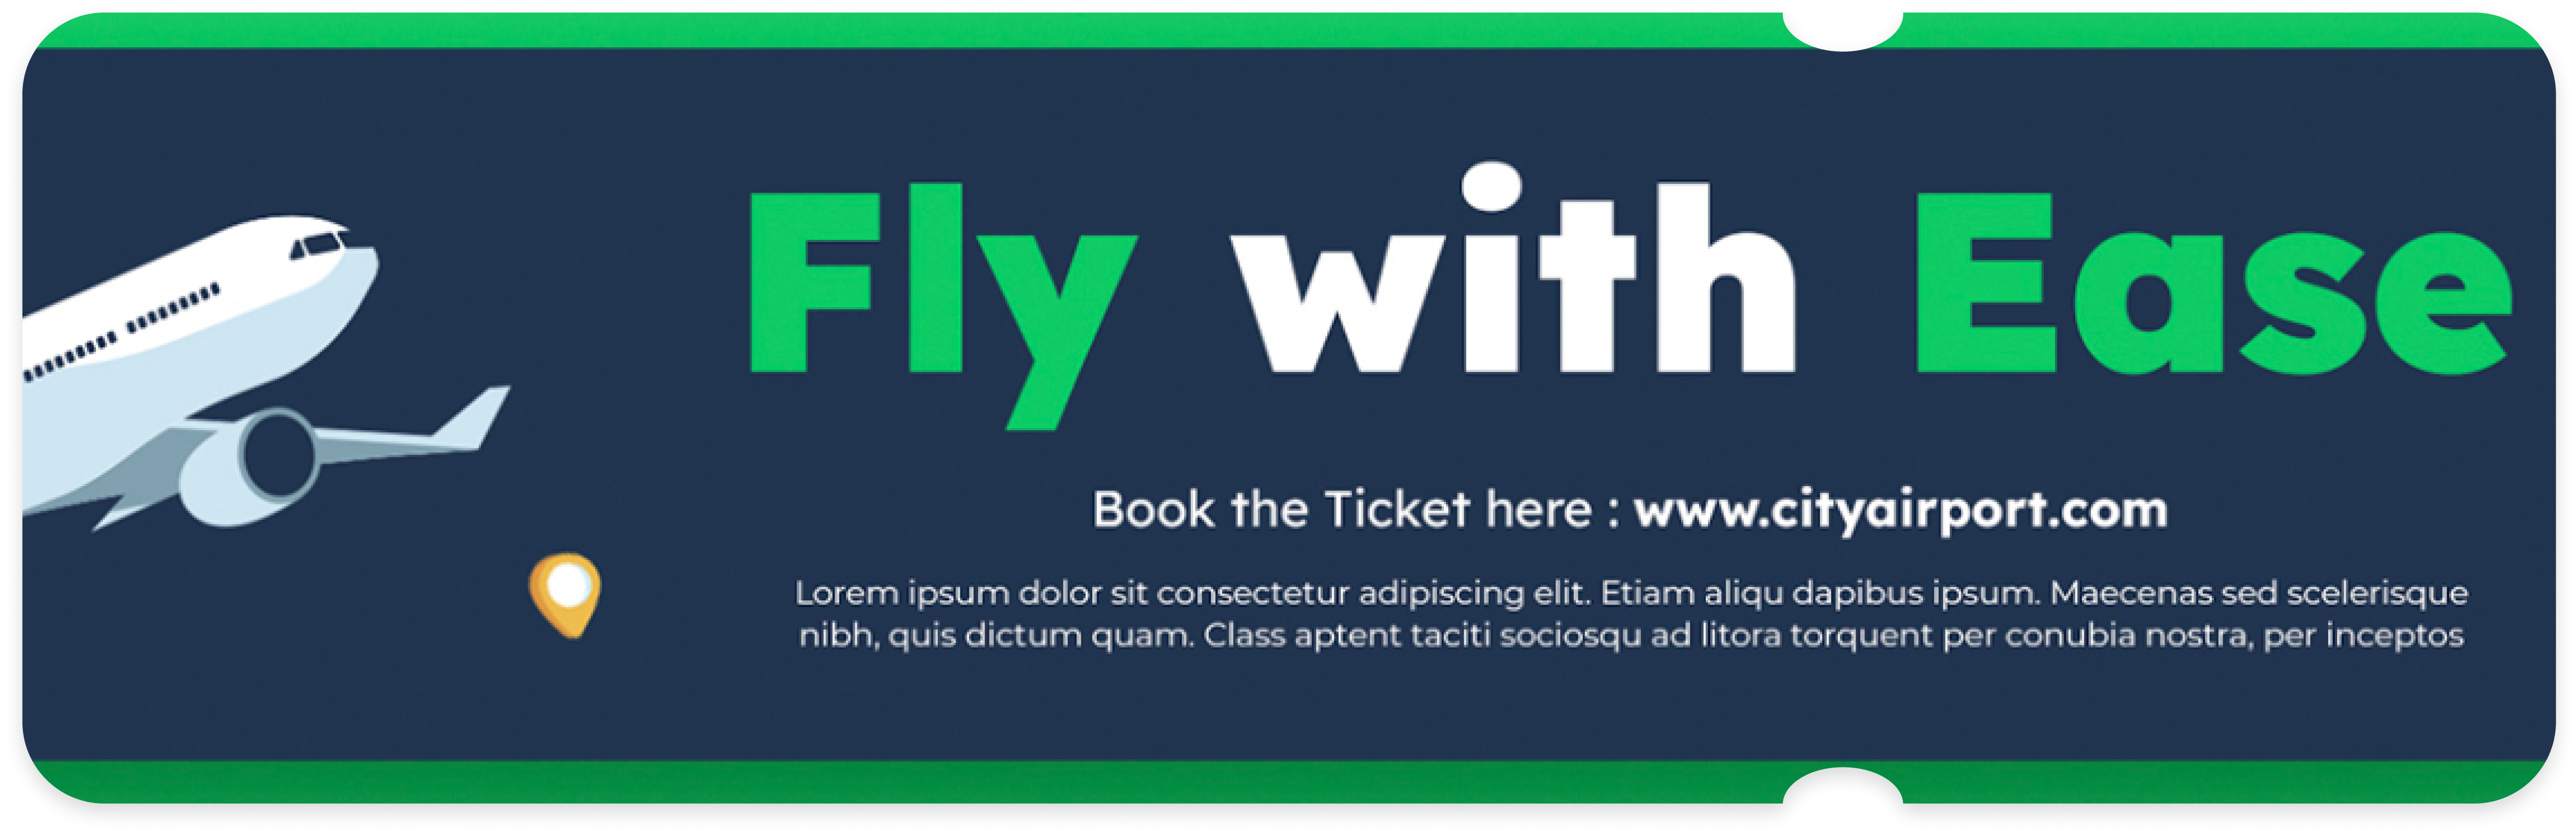 Fly with Ease
Book the Ticket here : www.cityairport.com
Lorem ipsum dolor sit consectetur adipiscing elit. Etiam aliqu dapibus ipsum. Maecenas sed scelerisque
nibh, quis dictum quam. Class aptent taciti sociosqu ad litora torquent per conubia nostra, per inceptos